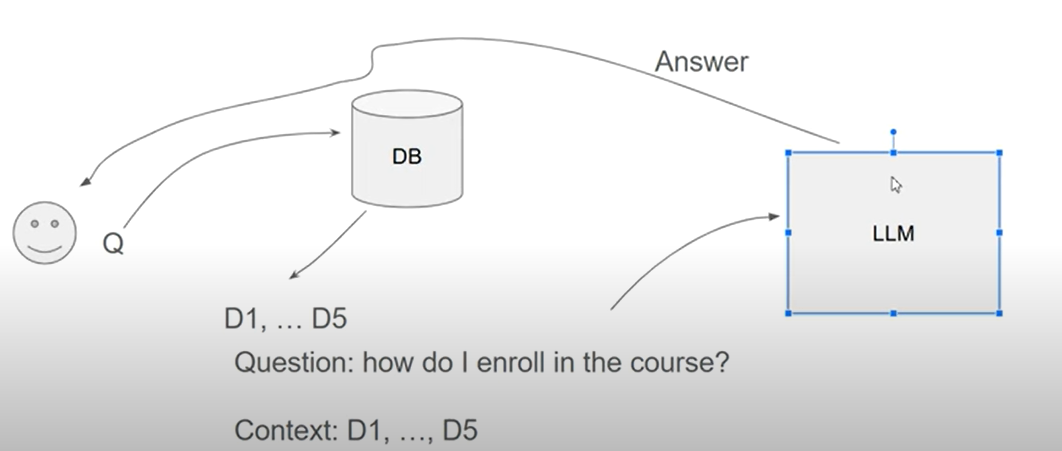 Answer
DB
Q
LLM
D1, … D5
Question: how do I enroll in the course?
Context: D1, …, D5